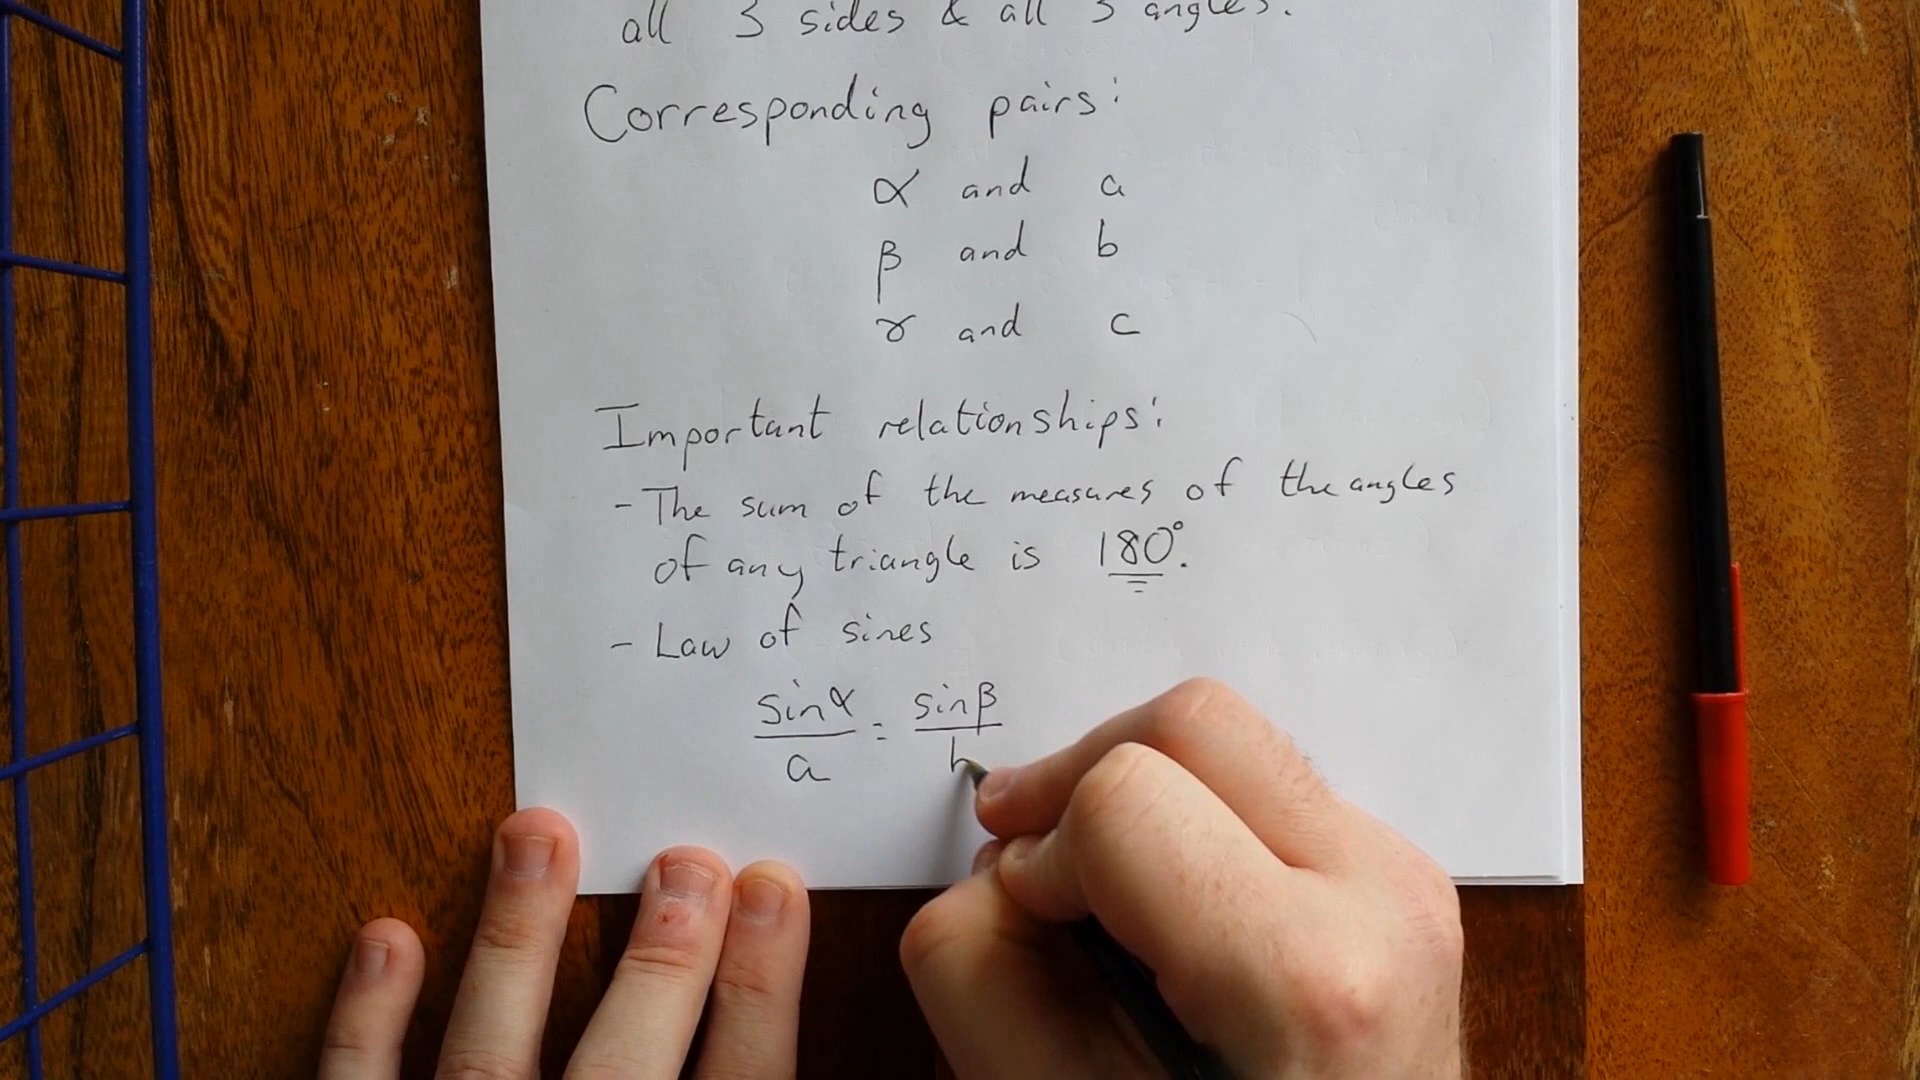 all 3 sides & all 3 angles.
Corresponding pairs:
α and a
β and b
γ and c
Important relationships:
- The sum of the measures of the angles
of any triangle is 180°.
- Law of sines
sinα/a = sinβ/b